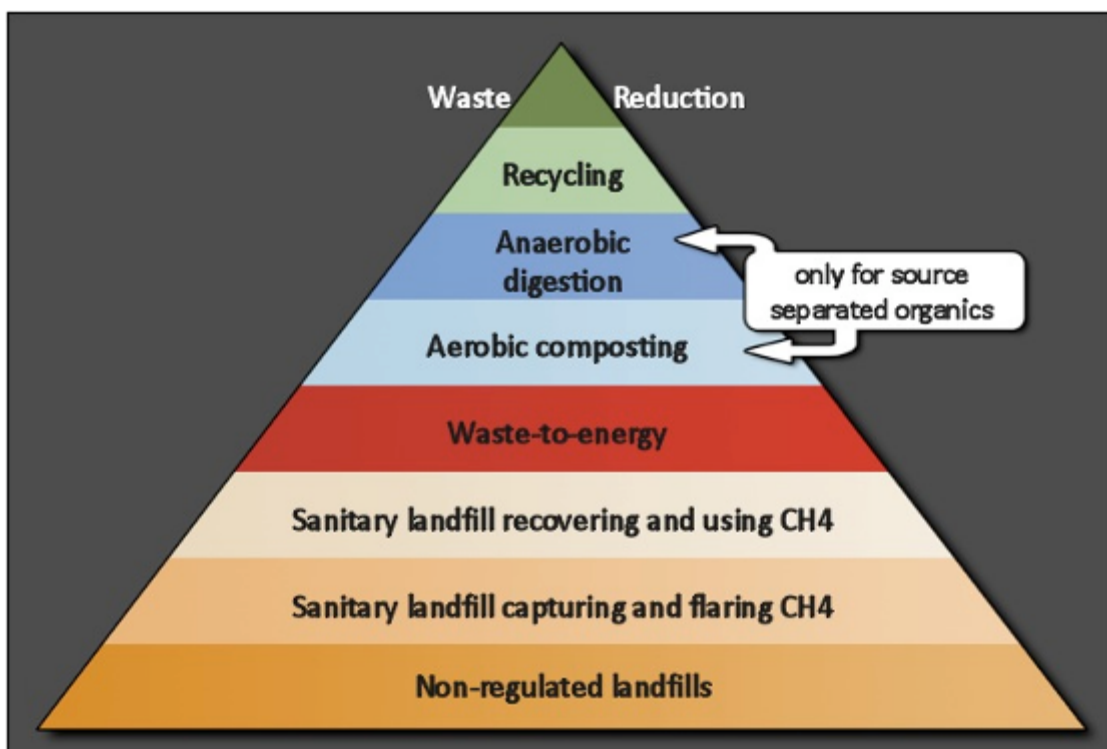 Waste Reduction
Recycling
Anaerobic
digestion
only for source
separated organics
Aerobic composting
Waste-to-energy
Sanitary landfill recovering and using CH4
Sanitary landfill capturing and flaring CH4
Non-regulated landfills